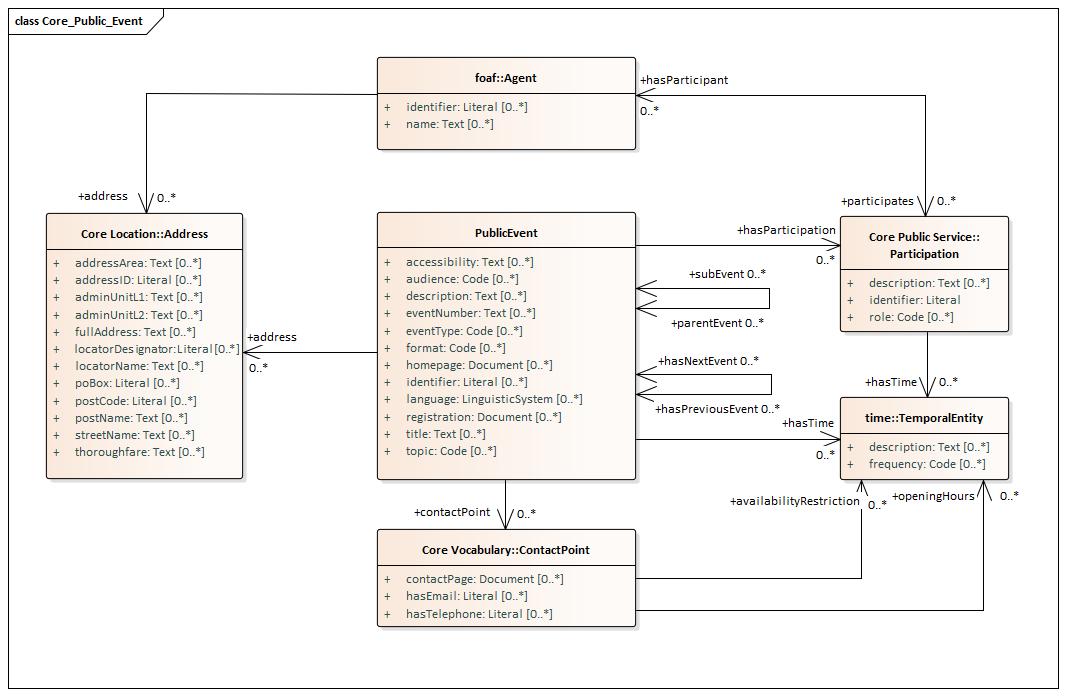 class Core_Public_Event
foaf::Agent
+ identifier: Literal [0..*]
+ name: Text [0..*]
+hasParticipant
0..*
+address 0..*
+participates 0..*
Core Location::Address
+ addressArea: Text [0..*]
+ addressID: Literal [0..*]
+ adminUnitL1: Text [0..*]
+ adminUnitL2: Text [0..*]
+ fullAddress: Text [0..*]
+ locatorDesignator:Literal[0..*]
+ locatorName: Text [0..*]
+ poBox: Literal [0..*]
+ postCode: Literal [0..*]
+ postName: Text [0..*]
+ streetName: Text [0..*]
+ thoroughfare: Text [0..*]
+address
0..*
PublicEvent
+ accessibility: Text [0..*]
+ audience: Code [0..*]
+ description: Text [0..*]
+ eventNumber: Text [0..*]
+ eventType: Code [0..*]
+ format: Code [0..*]
+ homepage: Document [0..*]
+ identifier: Literal [0..*]
+ language: LinguisticSystem [0..*]
+ registration: Document [0..*]
+ title: Text [0..*]
+ topic: Code [0..*]
+hasParticipation
0..*
+subEvent 0..*
+parentEvent 0..*
+hasNextEvent 0..*
+hasPreviousEvent 0..*
+hasTime
0..*
Core Public Service::
Participation
+ description: Text [0..*]
+ identifier: Literal
+ role: Code [0..*]
+hasTime 0..*
time::TemporalEntity
+ description: Text [0..*]
+ frequency: Code [0..*]
+availabilityRestriction 0..*
+openingHours 0..*
+contactPoint 0..*
Core Vocabulary::ContactPoint
+ contactPage: Document [0..*]
+ hasEmail: Literal [0..*]
+ hasTelephone: Literal [0..*]